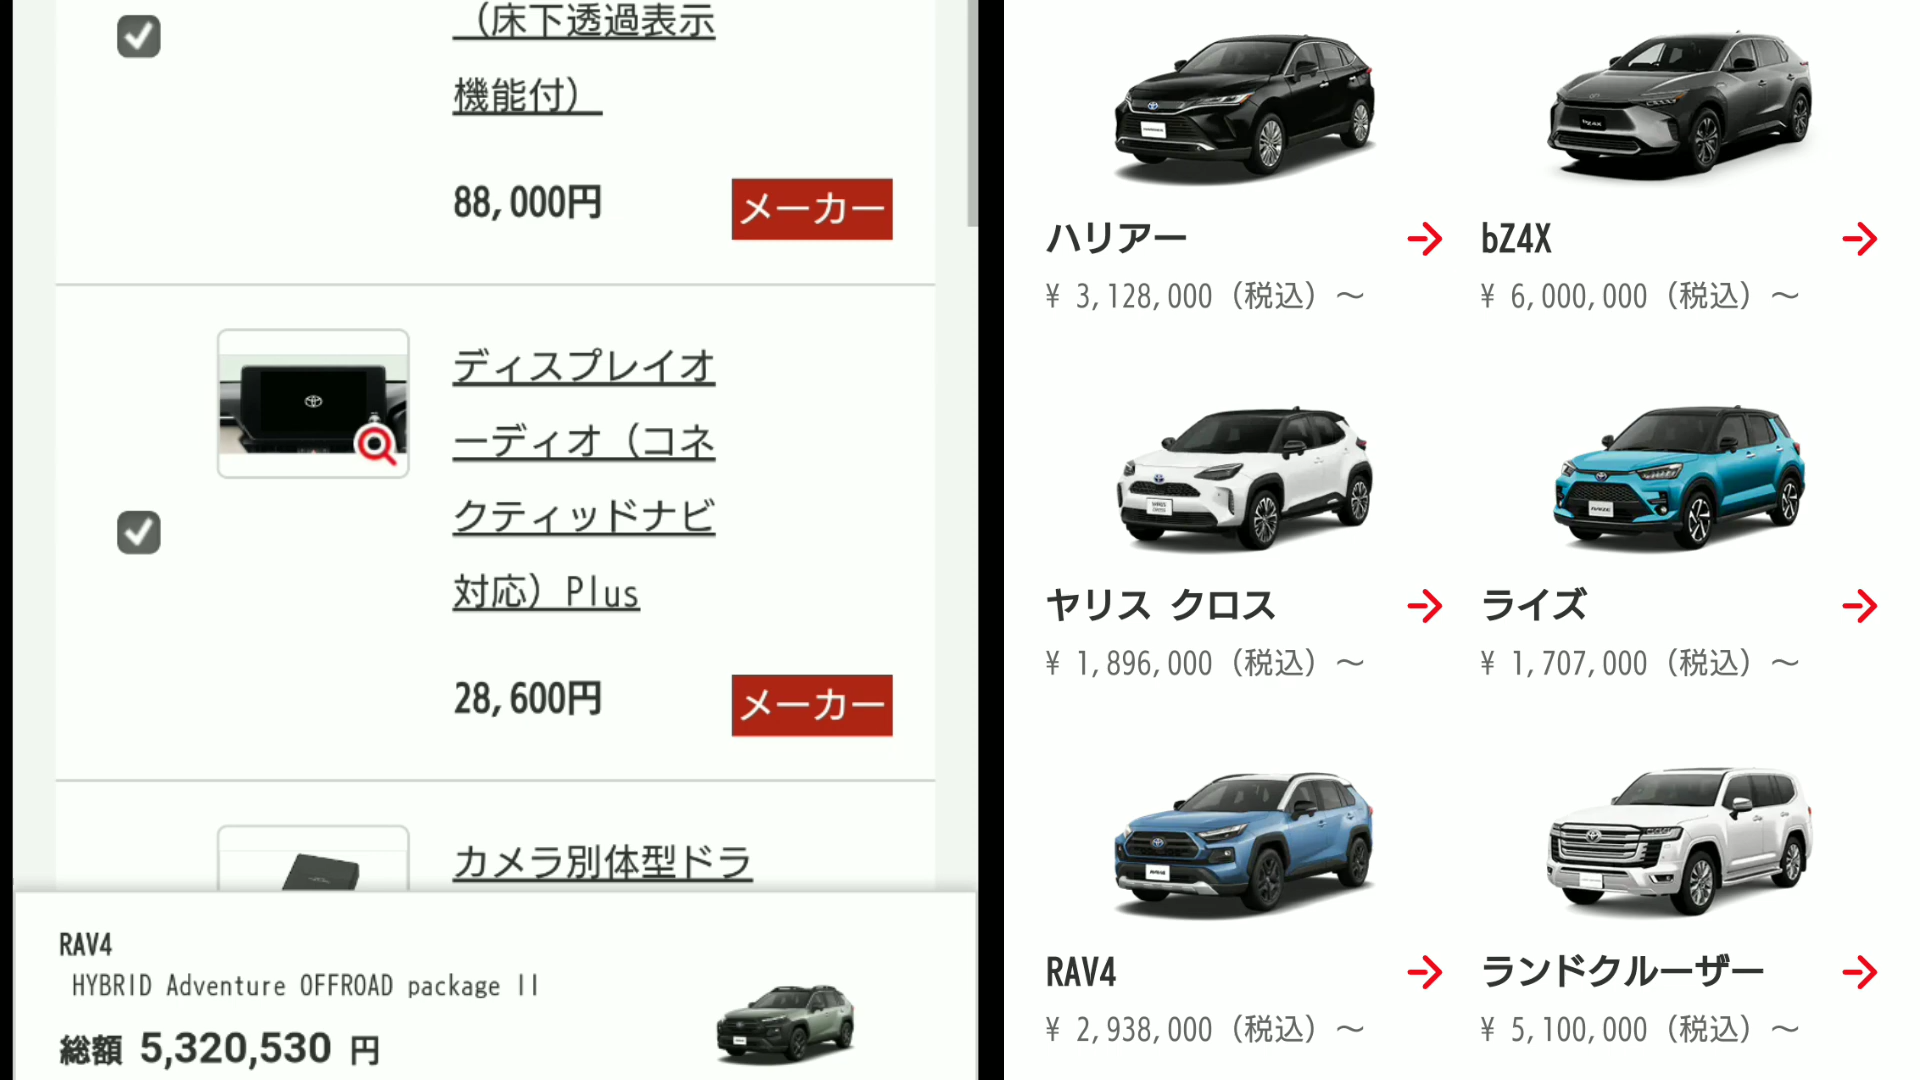 （床下透過表示
機能付）
88,000円
メーカー
ディスプレイオ
ーディオ（コネ
クティッドナビ
対応）Plus
28,600円
メーカー
カメラ別体型ドラ
RAV4
HYBRID Adventure OFFROAD package II
総額 5,320,530 円
ハリアー
¥ 3,128,000（税込）～
bZ4X
¥ 6,000,000（税込）～
ヤリス クロス
¥ 1,896,000（税込）～
ライズ
¥ 1,707,000（税込）～
RAV4
¥ 2,938,000（税込）～
ランドクルーザー
¥ 5,100,000（税込）～